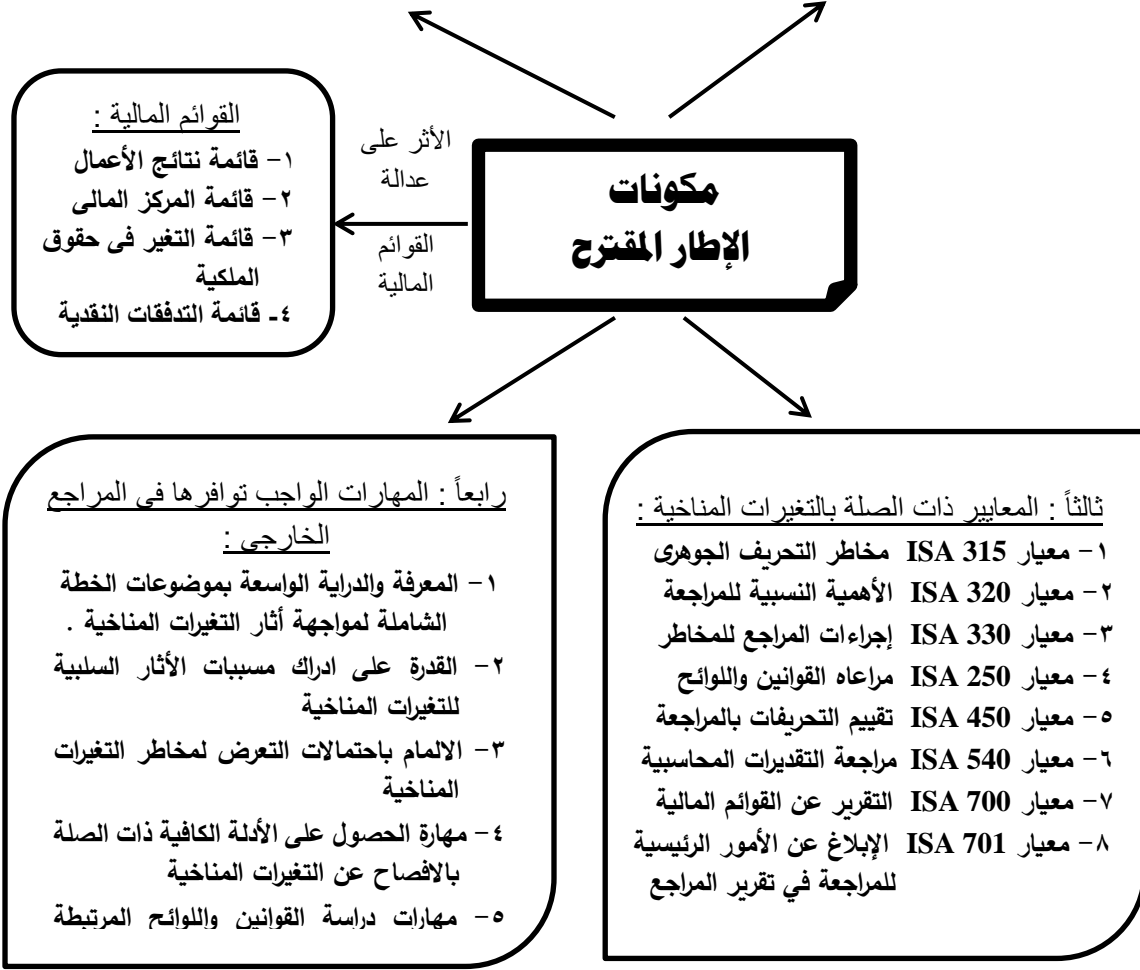 مكونات
الإطار المقترح
الأثر على
عدالة
القوائم
المالية
القوائم المالية :
١- قائمة نتائج الأعمال
٢- قائمة المركز المالى
٣- قائمة التغير فى حقوق
الملكية
٤- قائمة التدفقات النقدية
ثالثاً : المعايير ذات الصلة بالتغيرات المناخية :
١- معيار ISA 315 مخاطر التحريف الجوهرى
٢- معيار ISA 320 الأهمية النسبية للمراجعة
٣- معيار ISA 330 إجراءات المراجع للمخاطر
٤- معيار ISA 250 مراعاه القوانين واللوائح
٥- معيار ISA 450 تقييم التحريفات بالمراجعة
٦- معيار ISA 540 مراجعة التقديرات المحاسبية
٧- معيار ISA 700 التقرير عن القوائم المالية
٨- معيار ISA 701 الإبلاغ عن الأمور الرئيسية
للمراجعة في تقرير المراجع
رابعاً : المهارات الواجب توافرها فى المراجع
الخارجى :
١- المعرفة والدراية الواسعة بموضوعات الخطة
الشاملة لمواجهة أثار التغيرات المناخية .
٢- القدرة على ادراك مسببات الأثار السلبية
للتغيرات المناخية
٣- الالمام باحتمالات التعرض لمخاطر التغيرات
المناخية
٤- مهارة الحصول على الأدلة الكافية ذات الصلة
بالافصاح عن التغيرات المناخية
٥- مهارات دراسة القوانين واللوائح المرتبطة